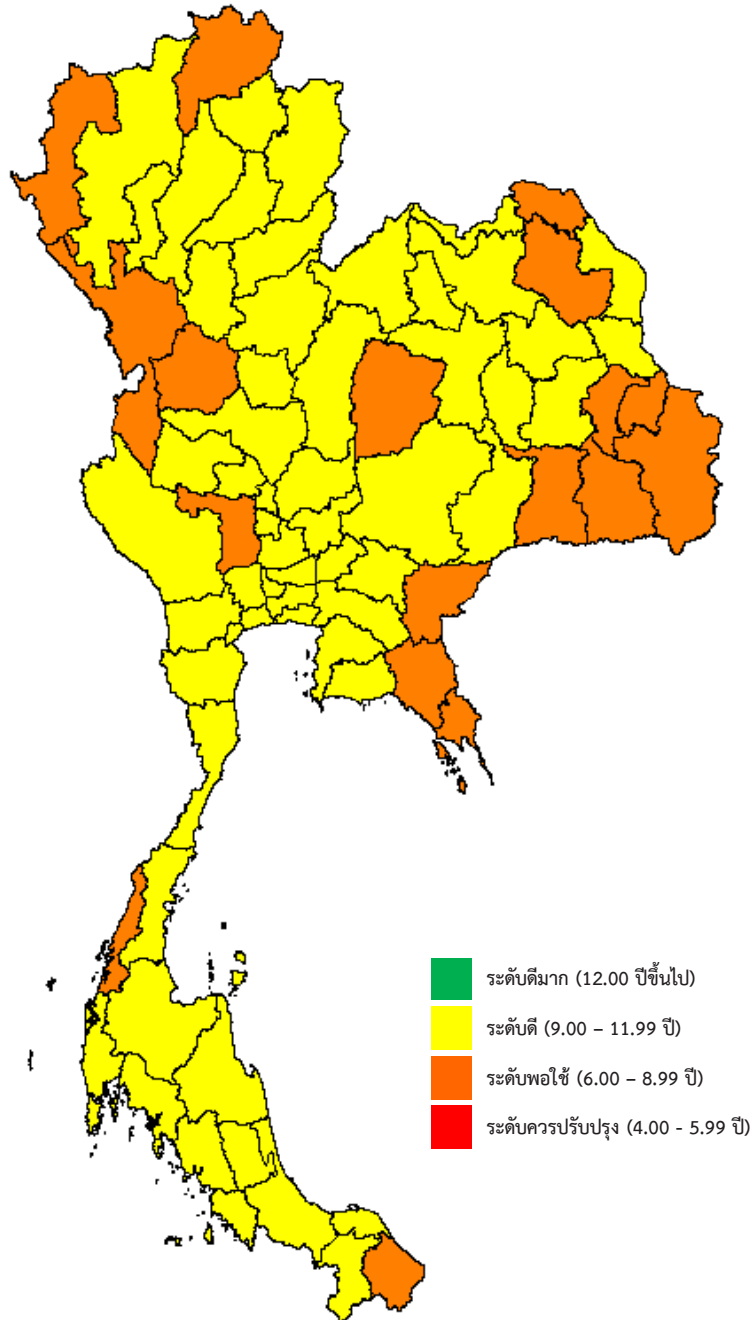 ระดับดีมาก (12.00 ปีขึ้นไป)
ระดับดี (9.00 – 11.99 ปี)
ระดับพอใช้ (6.00 – 8.99 ปี)
ระดับควรปรับปรุง (4.00 - 5.99 ปี)